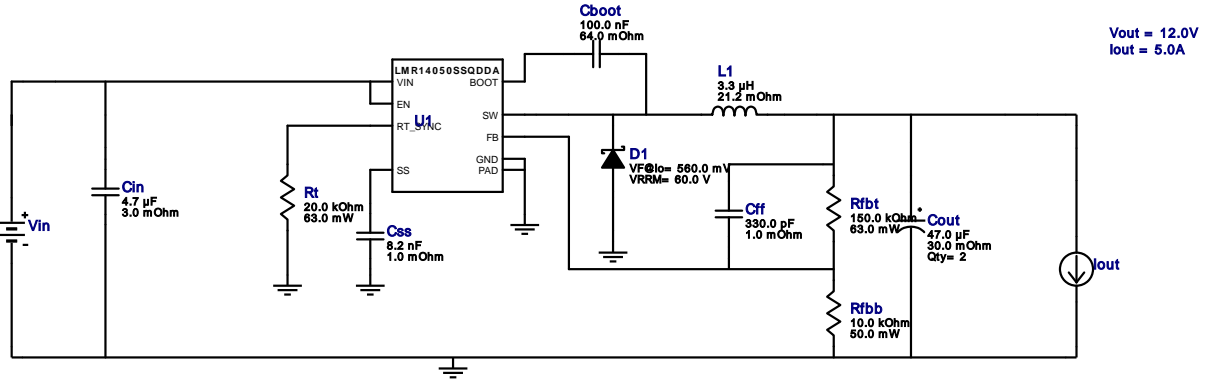 Cboot
100.0 nF
64.0 mOhm
Vout = 12.0V
Iout = 5.0A
LMR14050SSQDDA
VIN
BOOT
EN
SW
U1
RT_SYNC
FB
GND
SS
PAD
L1
3.3 µH
21.2 mOhm
D1
VF@Io= 560.0 mV
VRRM= 60.0 V
Cin
4.7 µF
3.0 mOhm
Rt
20.0 kOhm
63.0 mW
Css
8.2 nF
1.0 mOhm
Cff
330.0 pF
1.0 mOhm
Rfbt
150.0 kOhm
63.0 mW
Cout
47.0 µF
30.0 mOhm
Qty= 2
+
Vin
-
Iout
Rfbb
10.0 kOhm
50.0 mW